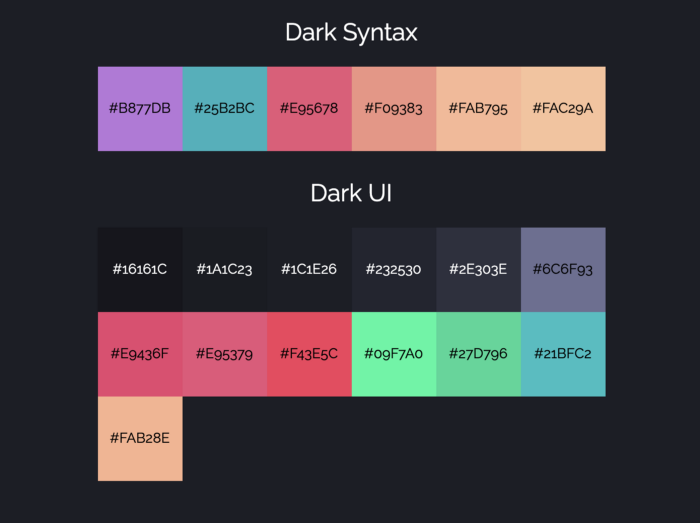 Dark Syntax
#B877DB #25B2BC #E95678 #F09383 #FAB795 #FAC29A
Dark UI
#16161C #1A1C23 #1C1E26 #232530 #2E303E #6C6F93
#E9436F #E95379 #F43E5C #09F7A0 #27D796 #21BFC2
#FAB28E